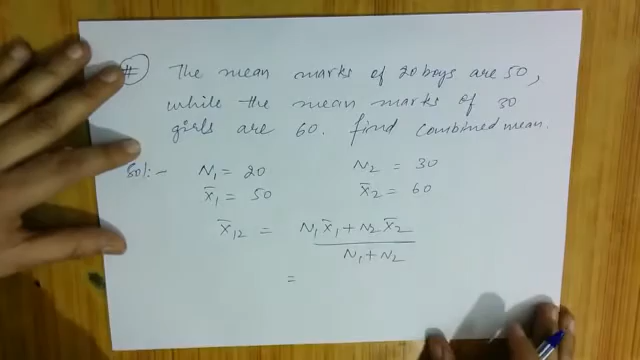 # The mean marks of 20 boys are 50,
while the mean marks of 30
girls are 60. find combined mean.
Sol:- N₁ = 20 N₂ = 30
x̄₁ = 50 x̄₂ = 60
x̄₁₂ = N₁x̄₁ + N₂x̄₂
N₁ + N₂
=